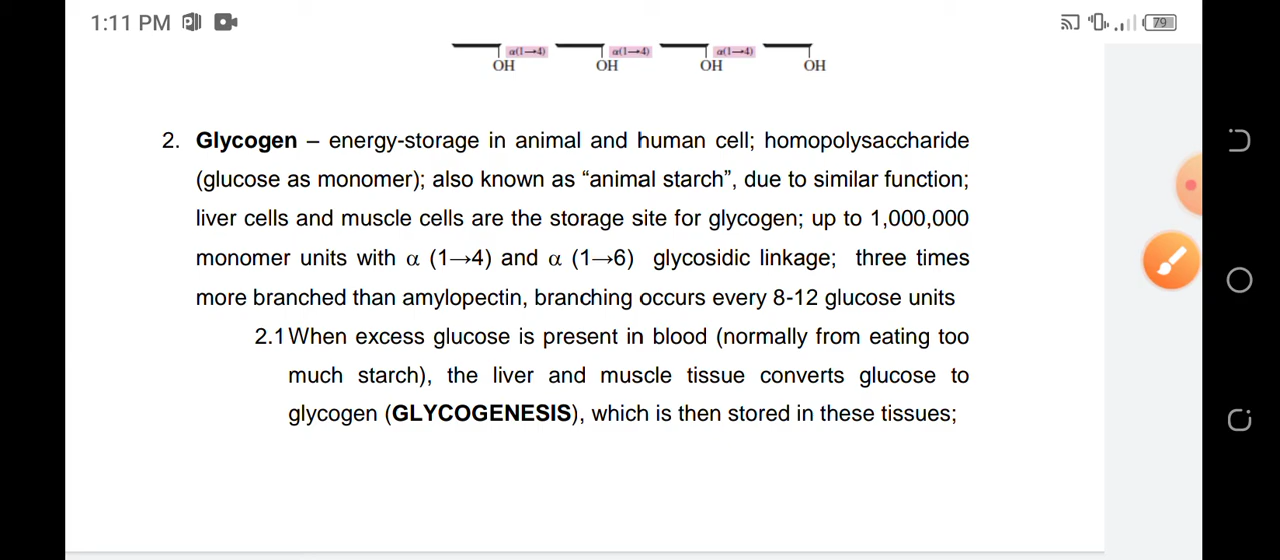 1:11 PM
79
α(1→4) α(1→4) α(1→4)
OH OH OH OH
2. Glycogen – energy-storage in animal and human cell; homopolysaccharide
(glucose as monomer); also known as “animal starch”, due to similar function;
liver cells and muscle cells are the storage site for glycogen; up to 1,000,000
monomer units with α (1→4) and α (1→6) glycosidic linkage; three times
more branched than amylopectin, branching occurs every 8-12 glucose units
2.1 When excess glucose is present in blood (normally from eating too
much starch), the liver and muscle tissue converts glucose to
glycogen (GLYCOGENESIS), which is then stored in these tissues;